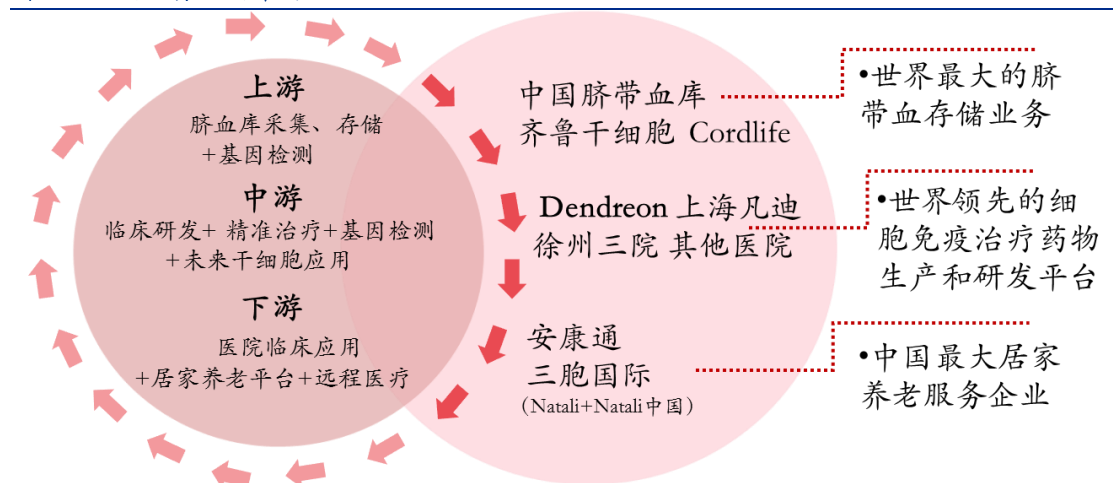 上游
脐血库采集、存储
+基因检测
中游
临床研发+ 精准治疗+基因检测
+未来干细胞应用
下游
医院临床应用
+居家养老平台+远程医疗
中国脐带血库
齐鲁干细胞 Cordlife
Dendreon 上海凡迪
徐州三院 其他医院
安康通
三胞国际
（Natali+Natali中国）
•世界最大的脐
带血存储业务
•世界领先的细
胞免疫治疗药物
生产和研发平台
•中国最大居家
养老服务企业